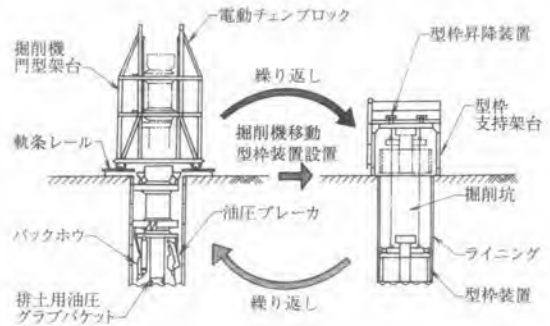 電動チェンブロック
掘削機
門型架台
軌条レール
バックホウ
排土用油圧
グラブバケット
油圧ブレーカ
繰り返し
掘削機移動
型枠装置設置
繰り返し
型枠昇降装置
型枠
支持架台
掘削坑
ライニング
型枠装置